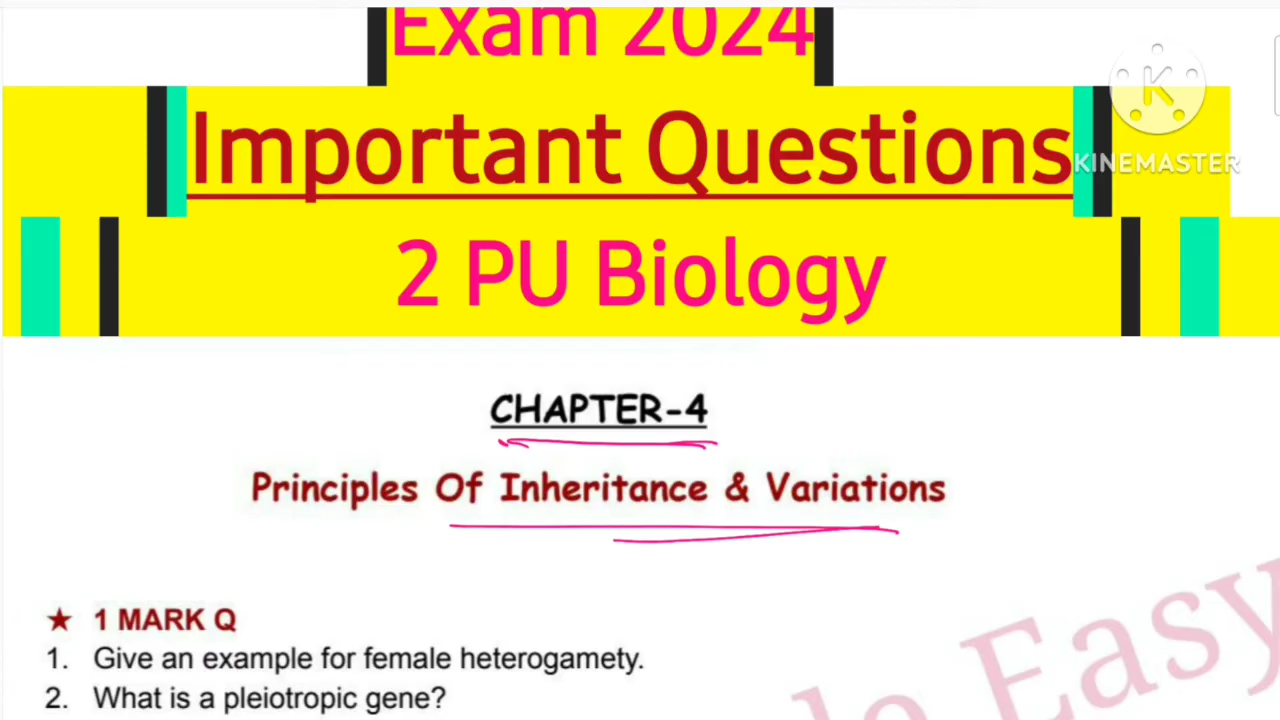 Exam 2024
Important Questions
KINEMASTER
2 PU Biology
CHAPTER-4
Principles Of Inheritance & Variations
★ 1 MARK Q
1. Give an example for female heterogamety.
2. What is a pleiotropic gene?
Easy